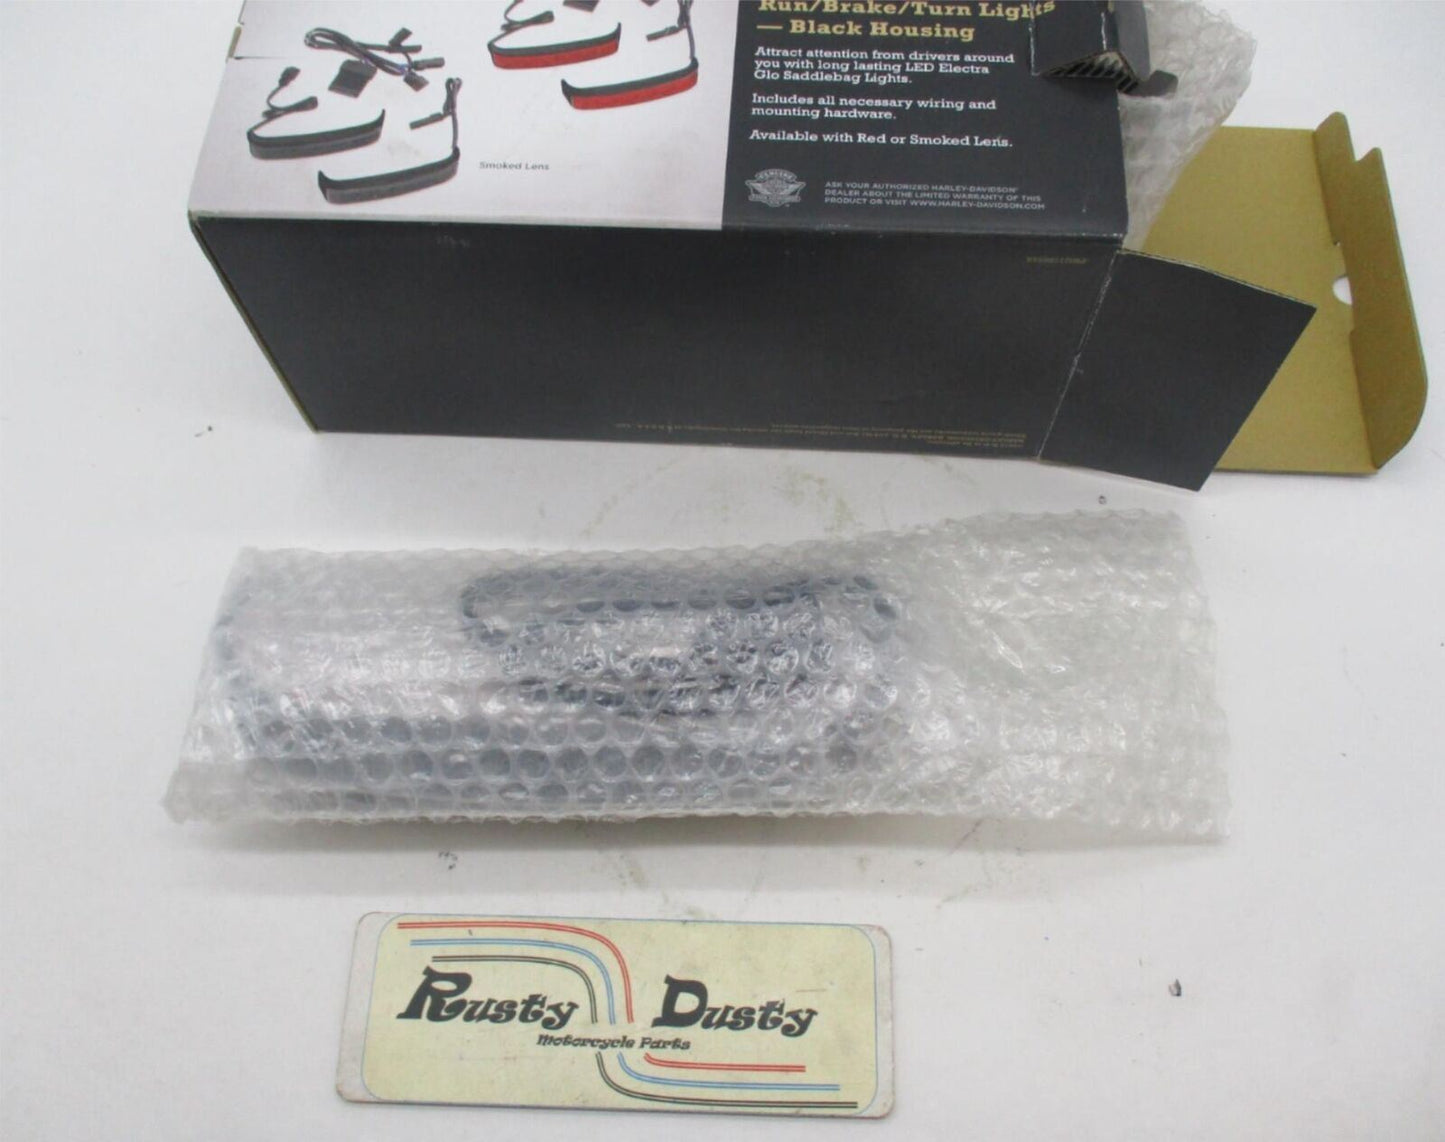 Run/Brake/Turn Lights
— Black Housing
Attract attention from drivers around
you with long lasting LED Electra
Glo Saddlebag Lights.
Includes all necessary wiring and
mounting hardware.
Available with Red or Smoked Lens.
Smoked Lens
GENUINE
ASK YOUR AUTHORIZED HARLEY-DAVIDSON®
DEALER ABOUT THE LIMITED WARRANTY OF THIS
PRODUCT OR VISIT WWW.HARLEY-DAVIDSON.COM
Rusty Dusty
Motorcycle Parts